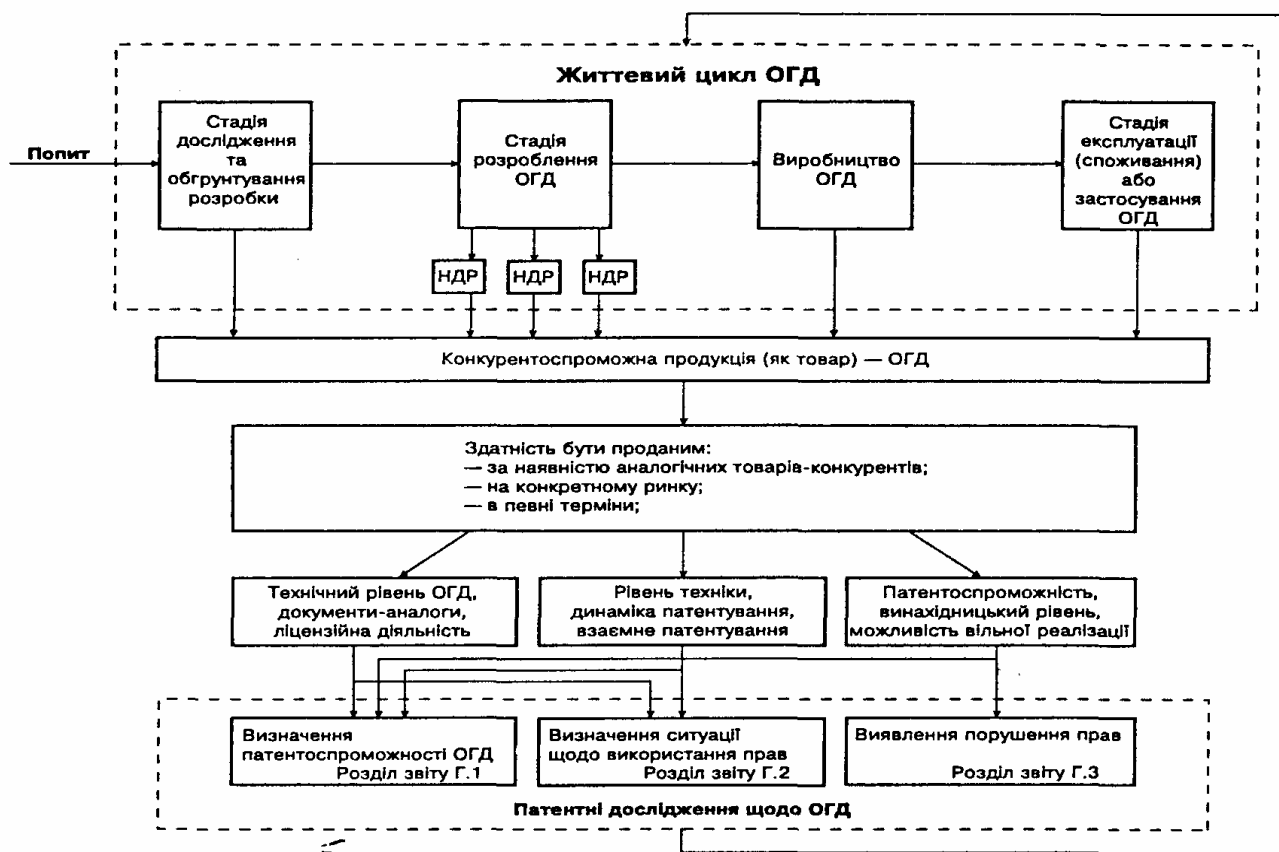 Життєвий цикл ОГД
Попит
Стадія
дослідження
та
обгрунтування
розробки
Стадія
розроблення
ОГД
Виробництво
ОГД
Стадія
експлуатації
(споживання)
або
застосування
ОГД
НДР
НДР
НДР
Конкурентоспроможна продукція (як товар) — ОГД
Здатність бути проданим:
— за наявністю аналогічних товарів-конкурентів;
— на конкретному ринку;
— в певні терміни;
Технічний рівень ОГД,
документи-аналоги,
ліцензійна діяльність
Рівень техніки,
динаміка патентування,
взаємне патентування
Патентоспроможність,
винахідницький рівень,
можливість вільної реалізації
Визначення
патентоспроможності ОГД
Розділ звіту Г.1
Визначення ситуації
щодо використання прав
Розділ звіту Г.2
Виявлення порушення прав
Розділ звіту Г.3
Патентні дослідження щодо ОГД